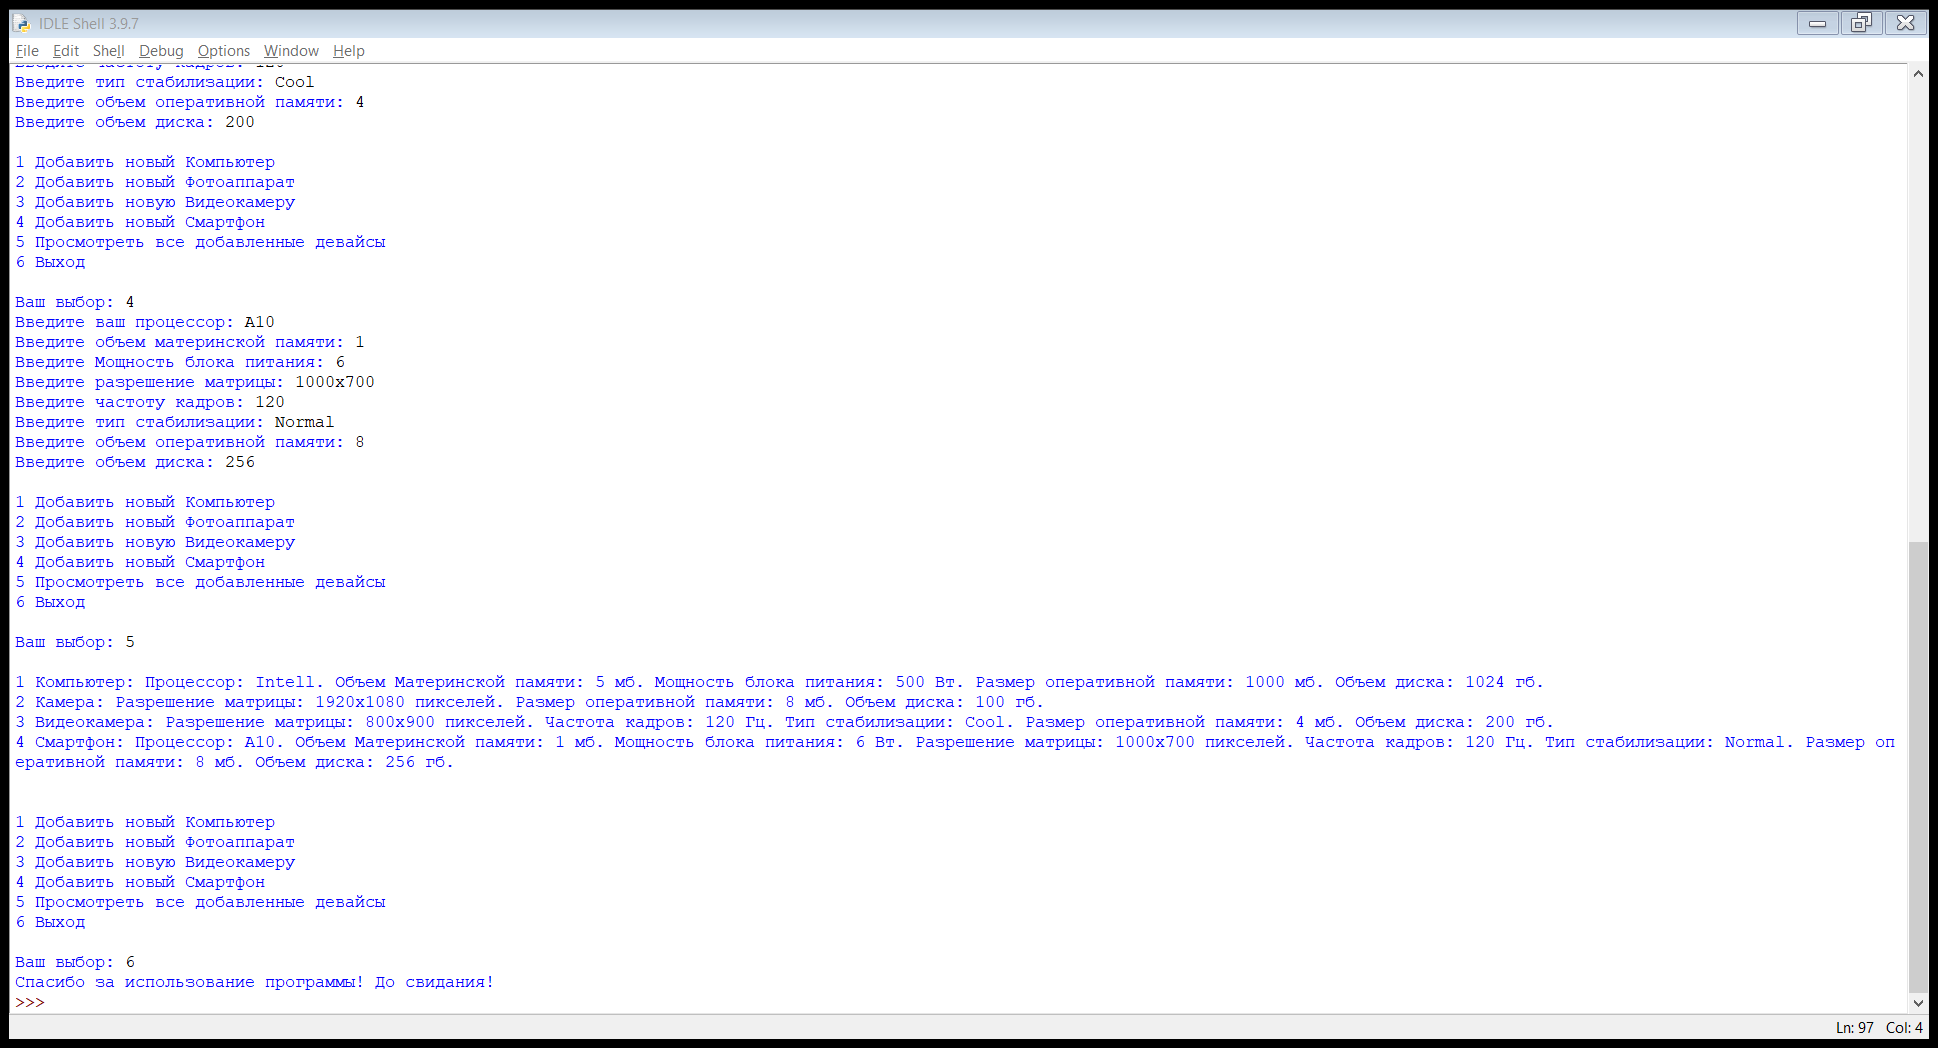 IDLE Shell 3.9.7
File Edit Shell Debug Options Window Help
Введите частоту кадров: 120
Введите тип стабилизации: Cool
Введите объем оперативной памяти: 4
Введите объем диска: 200
1 Добавить новый Компьютер
2 Добавить новый Фотоаппарат
3 Добавить новую Видеокамеру
4 Добавить новый Смартфон
5 Просмотреть все добавленные девайсы
6 Выход
Ваш выбор: 4
Введите ваш процессор: A10
Введите объем материнской памяти: 1
Введите Мощность блока питания: 6
Введите разрешение матрицы: 1000x700
Введите частоту кадров: 120
Введите тип стабилизации: Normal
Введите объем оперативной памяти: 8
Введите объем диска: 256
1 Добавить новый Компьютер
2 Добавить новый Фотоаппарат
3 Добавить новую Видеокамеру
4 Добавить новый Смартфон
5 Просмотреть все добавленные девайсы
6 Выход
Ваш выбор: 5
1 Компьютер: Процессор: Intell. Объем Материнской памяти: 5 мб. Мощность блока питания: 500 Вт. Размер оперативной памяти: 1000 мб. Объем диска: 1024 гб.
2 Камера: Разрешение матрицы: 1920x1080 пикселей. Размер оперативной памяти: 8 мб. Объем диска: 100 гб.
3 Видеокамера: Разрешение матрицы: 800x900 пикселей. Частота кадров: 120 Гц. Тип стабилизации: Cool. Размер оперативной памяти: 4 мб. Объем диска: 200 гб.
4 Смартфон: Процессор: A10. Объем Материнской памяти: 1 мб. Мощность блока питания: 6 Вт. Разрешение матрицы: 1000x700 пикселей. Частота кадров: 120 Гц. Тип стабилизации: Normal. Размер оп
еративной памяти: 8 мб. Объем диска: 256 гб.
1 Добавить новый Компьютер
2 Добавить новый Фотоаппарат
3 Добавить новую Видеокамеру
4 Добавить новый Смартфон
5 Просмотреть все добавленные девайсы
6 Выход
Ваш выбор: 6
Спасибо за использование программы! До свидания!
>>>
Ln: 97 Col: 4